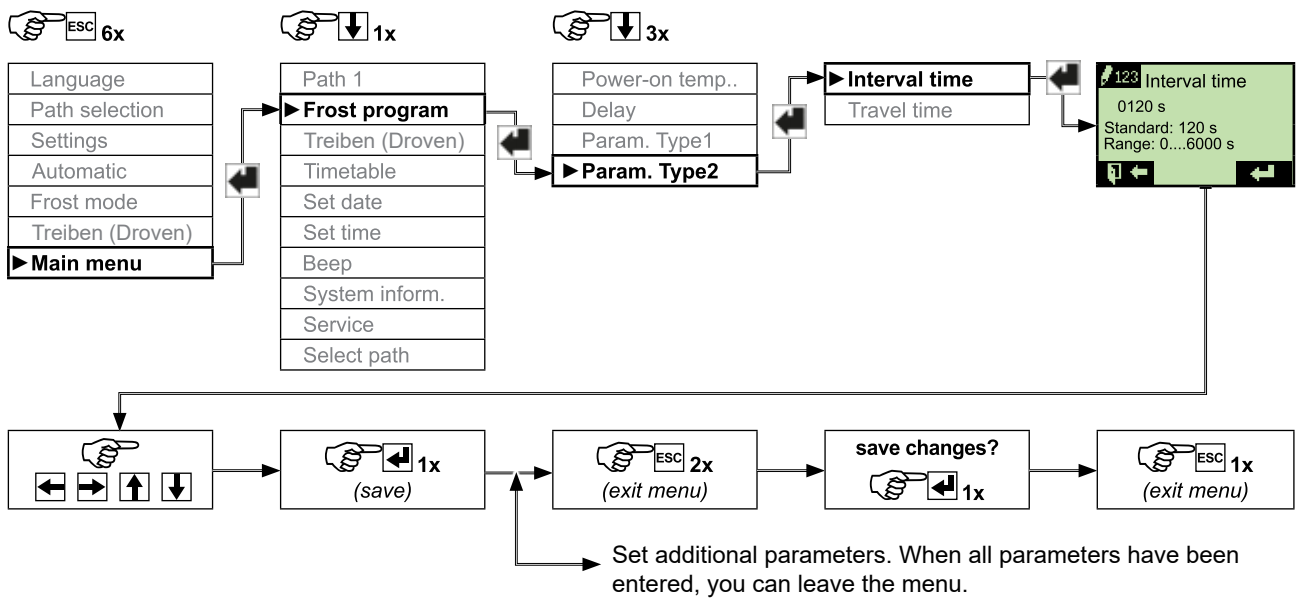 ESC 6x
1x
3x
Language
Path selection
Settings
Automatic
Frost mode
Treiben (Droven)
Main menu
Path 1
Frost program
Treiben (Droven)
Timetable
Set date
Set time
Beep
System inform.
Service
Select path
Power-on temp..
Delay
Param. Type1
Param. Type2
Interval time
Travel time
123 Interval time
0120 s
Standard: 120 s
Range: 0....6000 s
1x
(save)
ESC 2x
(exit menu)
save changes?
1x
ESC 1x
(exit menu)
Set additional parameters. When all parameters have been
entered, you can leave the menu.